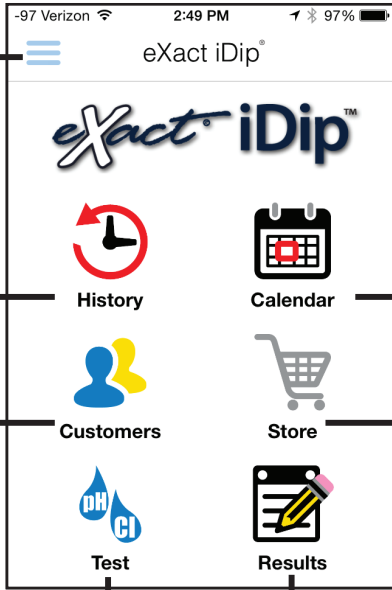 -97 Verizon 2:49 PM 97%
eXact iDip®
eXact® iDip™
History Calendar
Customers Store
pH Cl
Test Results